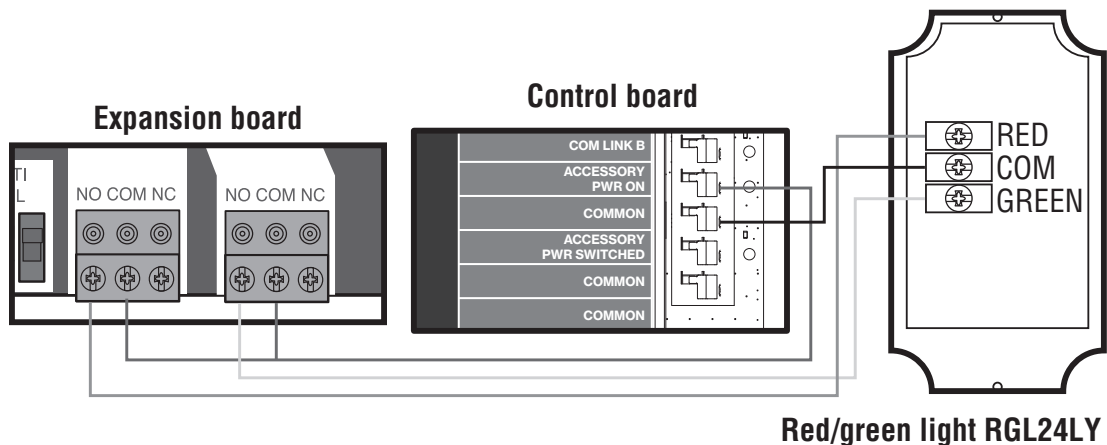 Expansion board
TI
L
NO COM NC
NO COM NC
Control board
COM LINK B
ACCESSORY
PWR ON
COMMON
ACCESSORY
PWR SWITCHED
COMMON
COMMON
RED
COM
GREEN
Red/green light RGL24LY